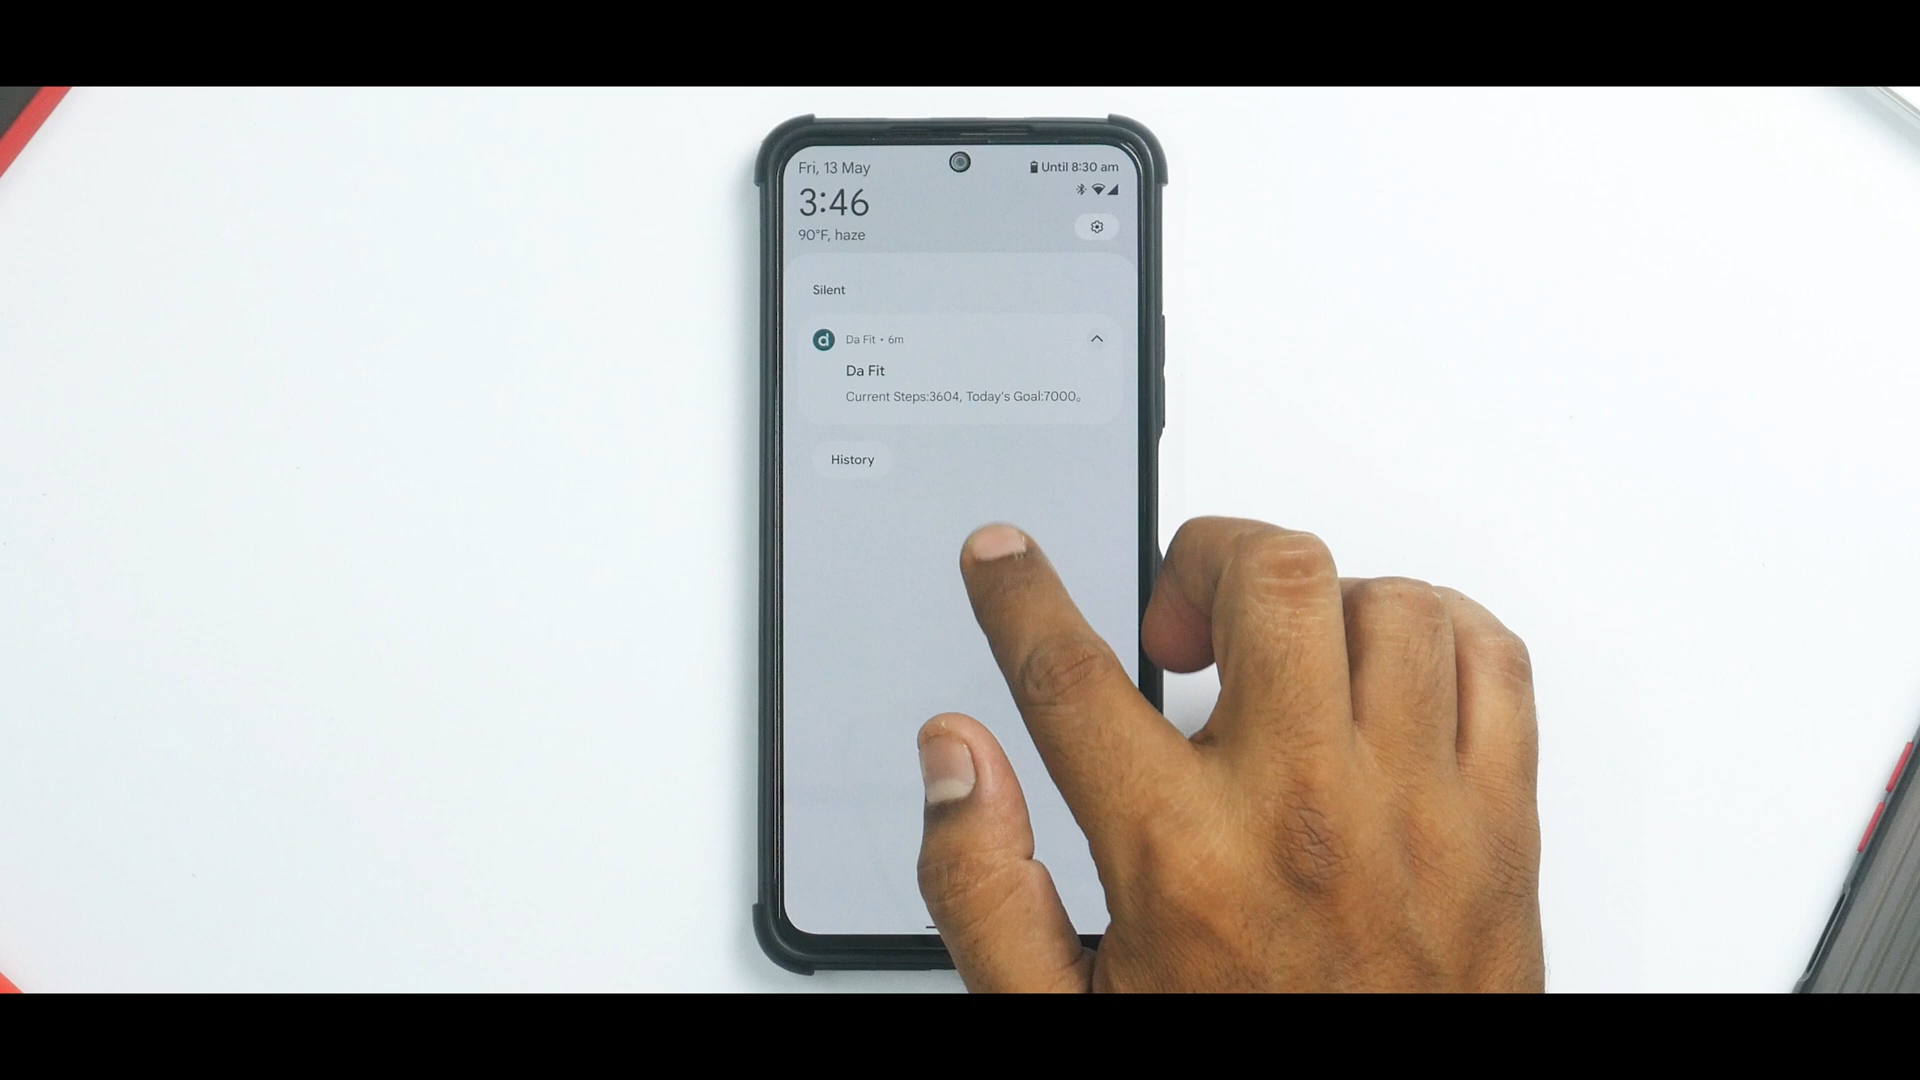 Fri, 13 May
Until 8:30 am
3:46
90°F, haze
Silent
d
Da Fit • 6m
Da Fit
Current Steps:3604, Today's Goal:7000。
History